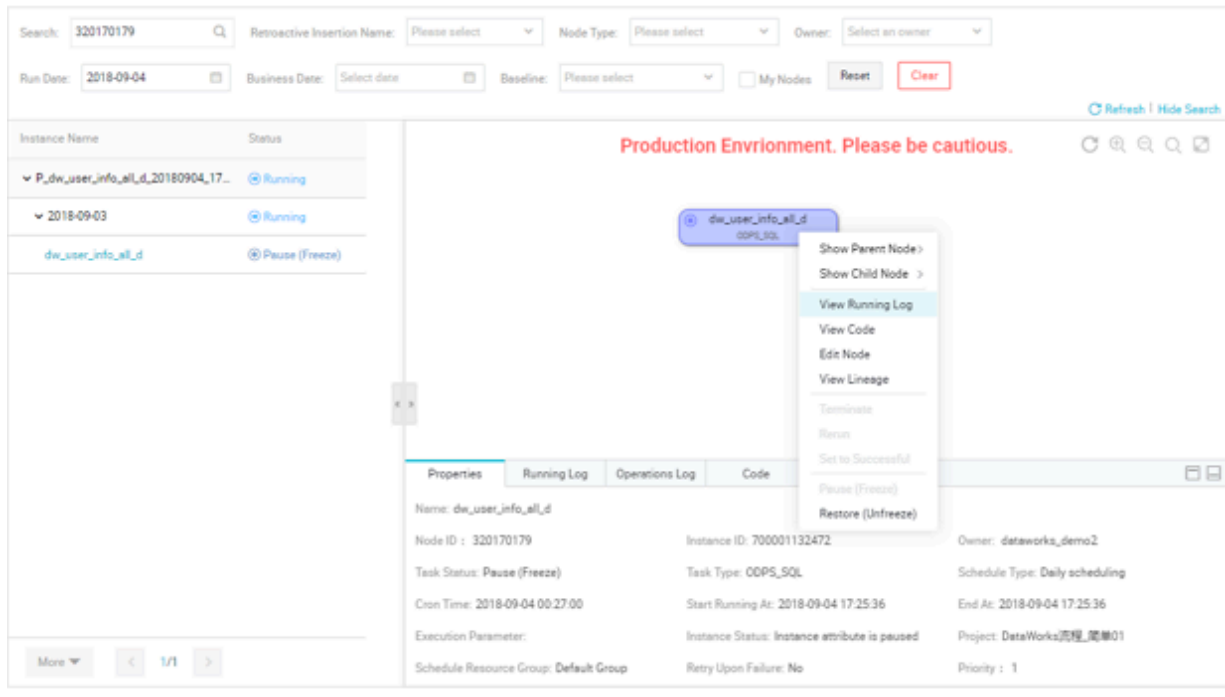 Search: 320170179 Retroactive Insertion Name: Please select Node Type: Please select Owner: Select an owner
Run Date: 2018-09-04 Business Date: Select date Baseline: Please select My Nodes Reset Clear
Refresh | Hide Search
Instance Name Status
Production Envrionment. Please be cautious.
P_dw_user_info_all_d_20180904_17... Running
2018-09-03 Running
dw_user_info_all_d Pause (Freeze)
dw_user_info_all_d
ODPS_SQL
Show Parent Node >
Show Child Node >
View Running Log
View Code
Edit Node
View Lineage
Terminate
Rerun
Set to Successful
Pause (Freeze)
Restore (Unfreeze)
Properties Running Log Operations Log Code
Name: dw_user_info_all_d
Node ID : 320170179 Instance ID: 700001132472 Owner: dataworks_demo2
Task Status: Pause (Freeze) Task Type: ODPS_SQL Schedule Type: Daily scheduling
Cron Time: 2018-09-04 00:27:00 Start Running At: 2018-09-04 17:25:36 End At: 2018-09-04 17:25:36
Execution Parameter: Instance Status: Instance attribute is paused Project: DataWorks流程_简单01
Schedule Resource Group: Default Group Retry Upon Failure: No Priority : 1
More < 1/1 >